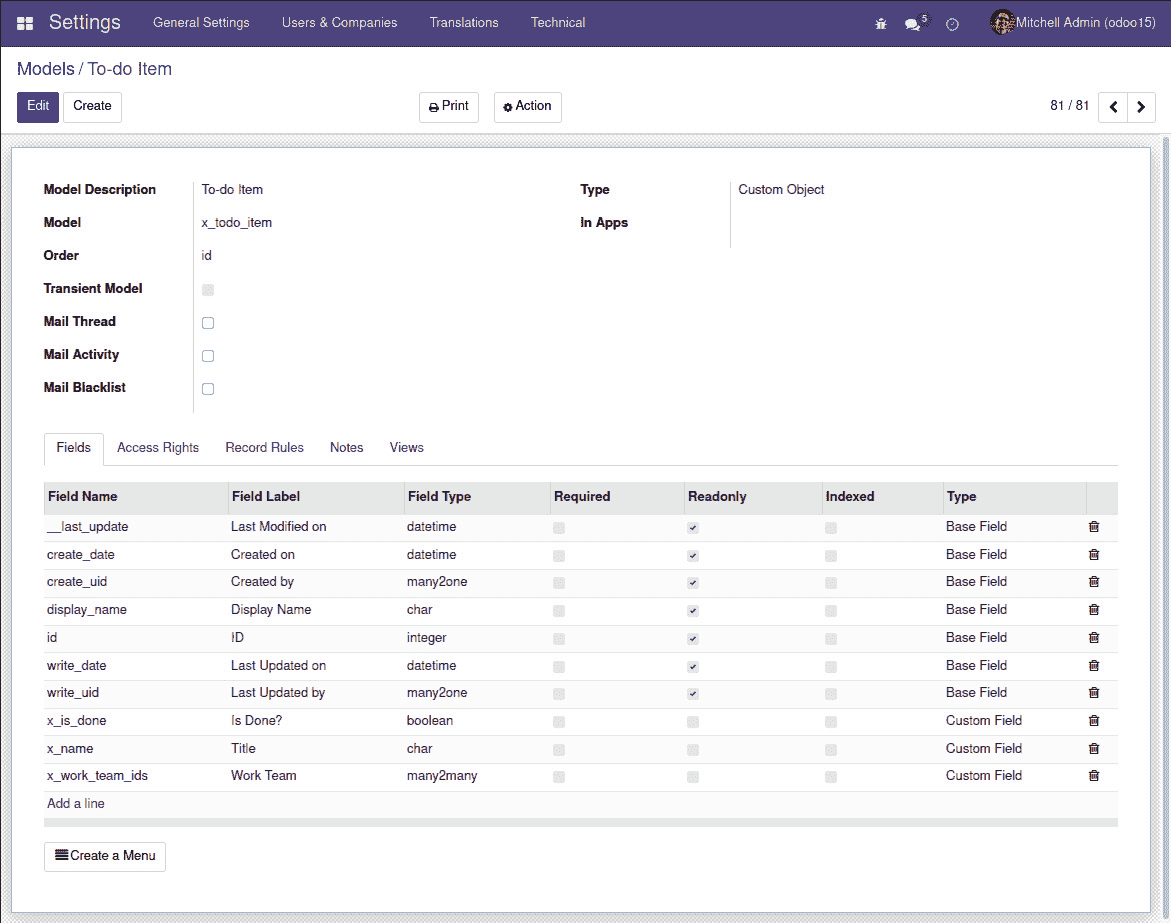 Settings General Settings Users & Companies Translations Technical 5 Mitchell Admin (odoo15)
Models / To-do Item
Edit Create Print Action 81 / 81
Model Description To-do Item Type Custom Object
Model x_todo_item In Apps
Order id
Transient Model
Mail Thread
Mail Activity
Mail Blacklist
Fields Access Rights Record Rules Notes Views
Field Name Field Label Field Type Required Readonly Indexed Type
__last_update Last Modified on datetime Base Field
create_date Created on datetime Base Field
create_uid Created by many2one Base Field
display_name Display Name char Base Field
id ID integer Base Field
write_date Last Updated on datetime Base Field
write_uid Last Updated by many2one Base Field
x_is_done Is Done? boolean Custom Field
x_name Title char Custom Field
x_work_team_ids Work Team many2many Custom Field
Add a line
Create a Menu